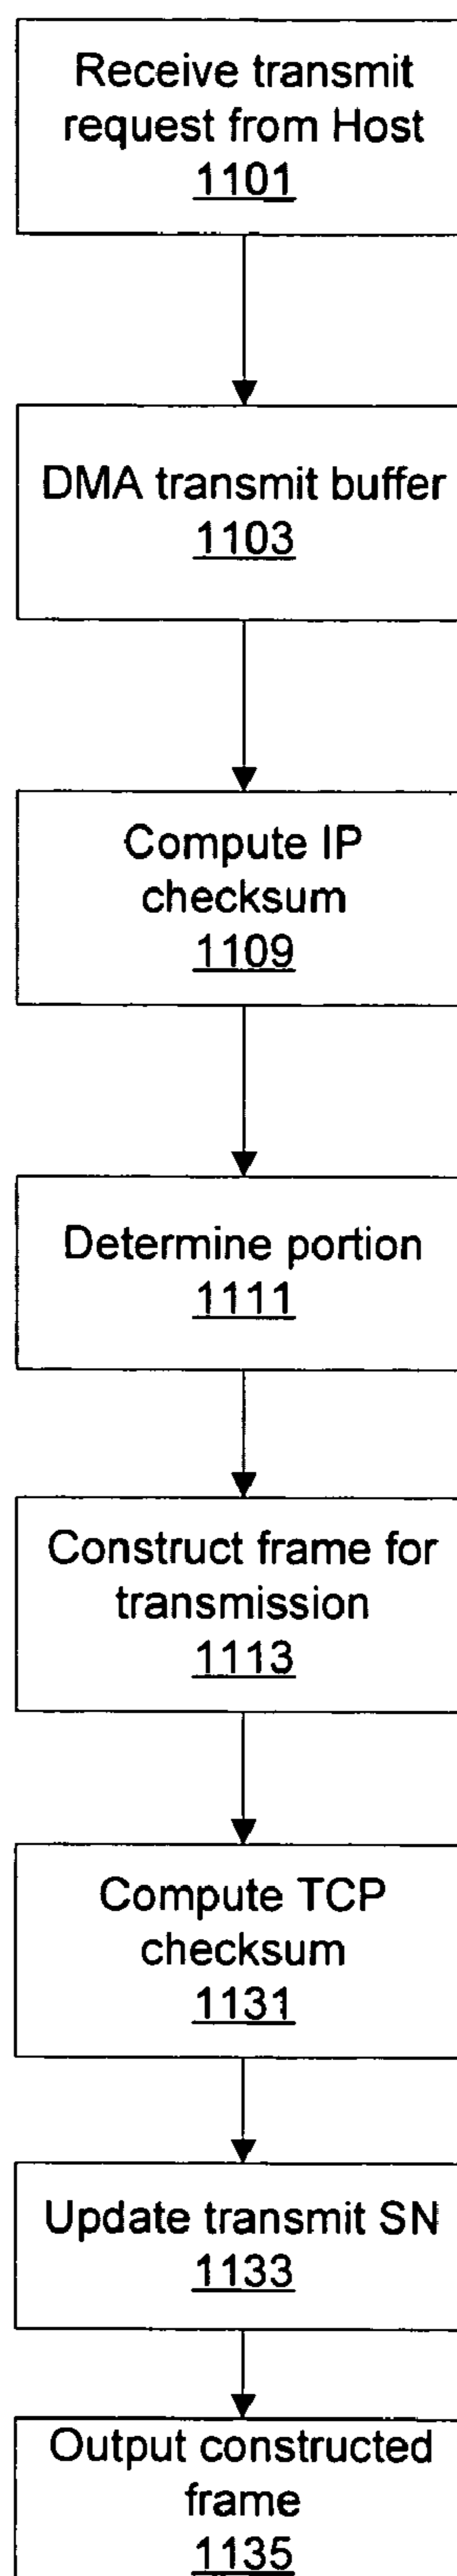 Receive transmit
request from Host
1101
DMA transmit buffer
1103
Compute IP
checksum
1109
Determine portion
1111
Construct frame for
transmission
1113
Compute TCP
checksum
1131
Update transmit SN
1133
Output constructed
frame
1135